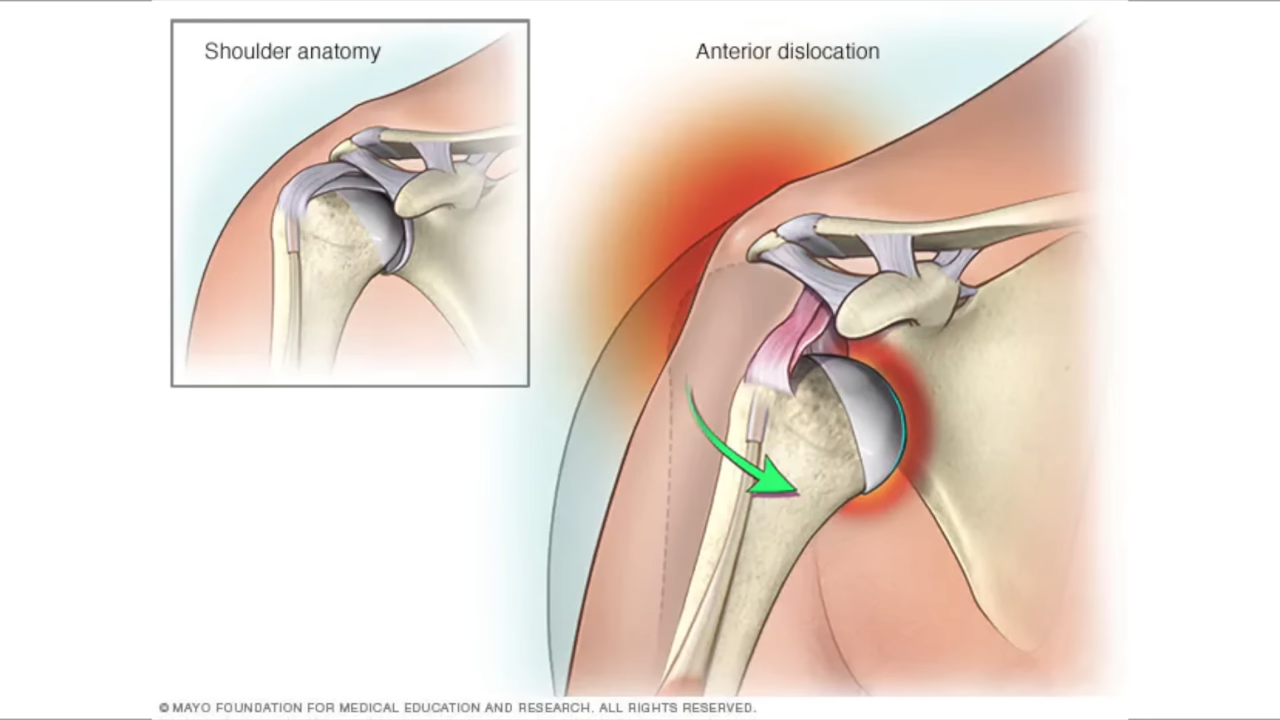 Shoulder anatomy
Anterior dislocation
© MAYO FOUNDATION FOR MEDICAL EDUCATION AND RESEARCH. ALL RIGHTS RESERVED.